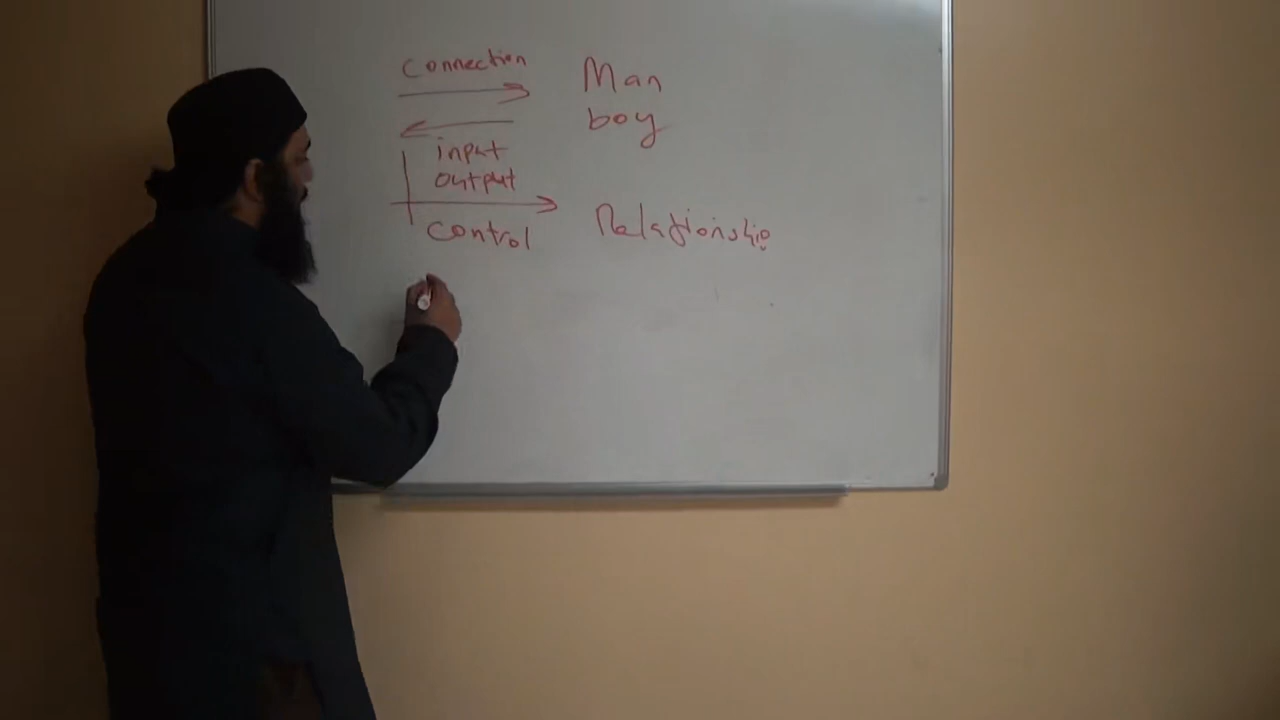 Connection
Man
boy
input
output
Control
Relationship